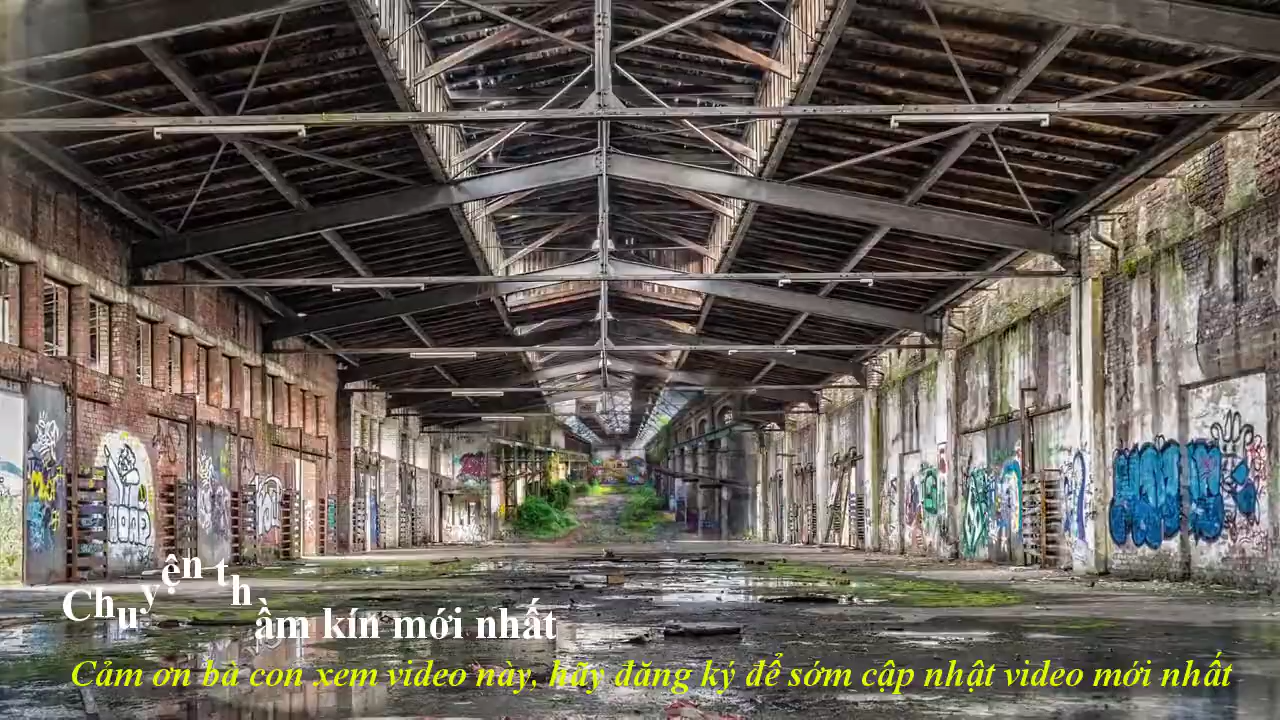 Chuyện thầm kín mới nhất
Cảm ơn bà con xem video này, hãy đăng ký để sớm cập nhật video mới nhất